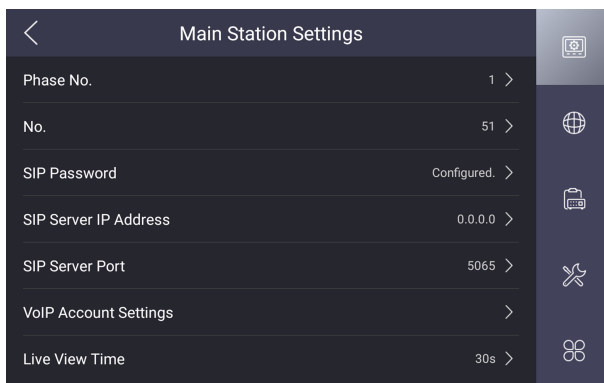 Main Station Settings
Phase No. 1
No. 51
SIP Password Configured.
SIP Server IP Address 0.0.0.0
SIP Server Port 5065
VoIP Account Settings
Live View Time 30s